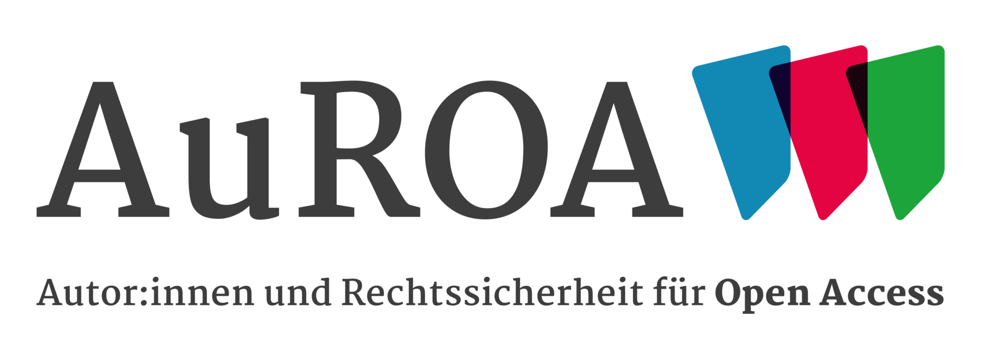 AuROA
Autor:innen und Rechtssicherheit für Open Access